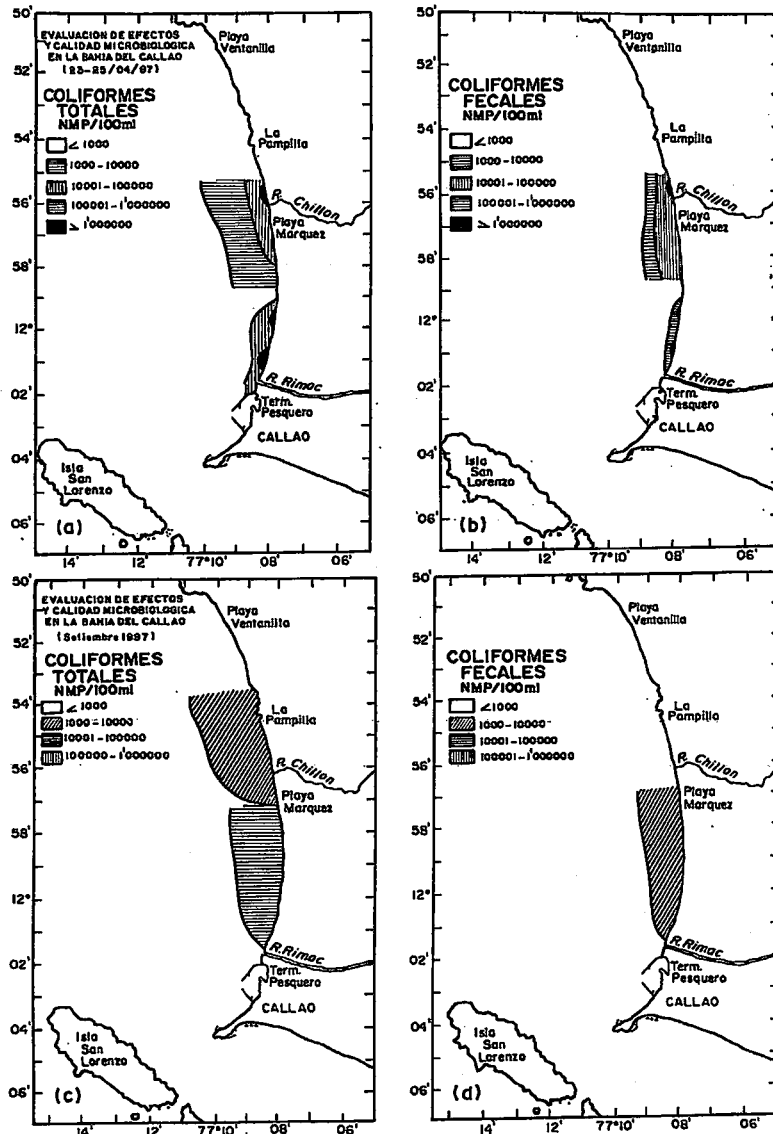 EVALUACION DE EFECTOS
Y CALIDAD MICROBIOLOGICA
EN LA BAHIA DEL CALLAO
(23-25/04/97)
COLIFORMES
TOTALES
NMP/100ml
< 1000
1000-10000
10001-100000
100001-1'000000
> 1'000000
Playa
Ventanilla
La
Pampilla
R. Chillon
Playa
Marquez
R. Rimac
Term.
Pesquero
CALLAO
Isla
San
Lorenzo
(a)
50'
52'
54'
56'
58'
12°
02'
04'
06'
14'
12'
77°10'
08'
06'
COLIFORMES
FECALES
NMP/100ml
< 1000
1000-10000
10001-100000
100001-1'000000
> 1'000000
Playa
Ventanilla
La
Pampilla
R. Chillon
Playa
Marquez
R. Rimac
Term.
Pesquero
CALLAO
Isla
San
Lorenzo
(b)
50'
52'
54'
56'
58'
12°
02'
04'
06'
14'
12'
77°10'
08'
06'
EVALUACION DE EFECTOS
Y CALIDAD MICROBIOLOGICA
EN LA BAHIA DEL CALLAO
(Setiembre 1997)
COLIFORMES
TOTALES
NMP/100ml
< 1000
1000-10000
10001-100000
100000-1'000000
Playa
Ventanilla
La
Pampilla
R. Chillon
Playa
Marquez
R. Rimac
Term.
Pesquero
CALLAO
Isla
San
Lorenzo
(c)
50'
52'
54'
56'
58'
12°
02'
04'
06'
14'
12'
77°10'
08'
06'
COLIFORMES
FECALES
NMP/100ml
< 1000
1000-10000
10001-100000
100001-1'000000
Playa
Ventanilla
La
Pampilla
R. Chillon
Playa
Marquez
R. Rimac
Term.
Pesquero
CALLAO
Isla
San
Lorenzo
(d)
50'
52'
54'
56'
58'
12°
02'
04'
06'
14'
12'
77°10'
08'
06'